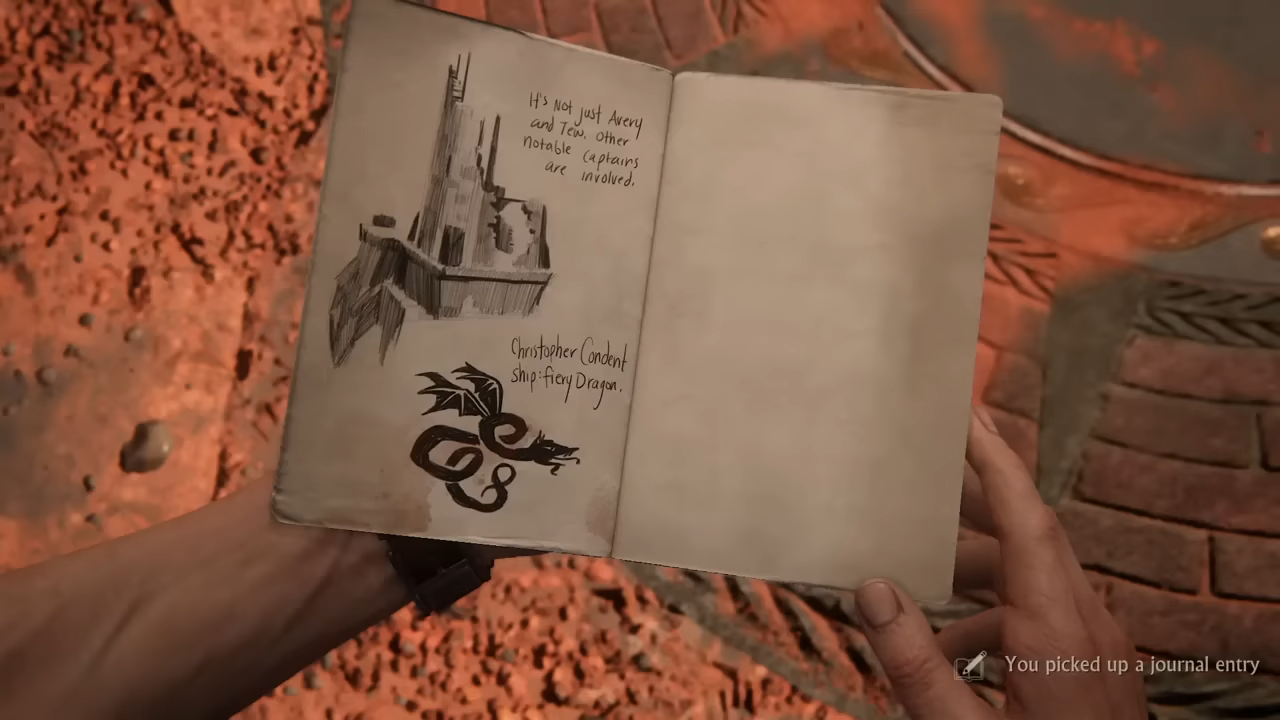 It's Not just Avery
and Tew. Other
notable Captains
are involved.
Christopher Condent
ship: fiery Dragon.
You picked up a journal entry